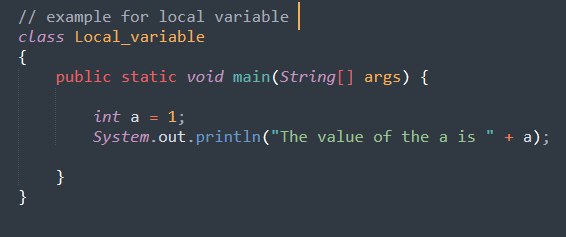 // example for local variable
class Local_variable
{
    public static void main(String[] args) {

        int a = 1;
        System.out.println("The value of the a is " + a);

    }
}